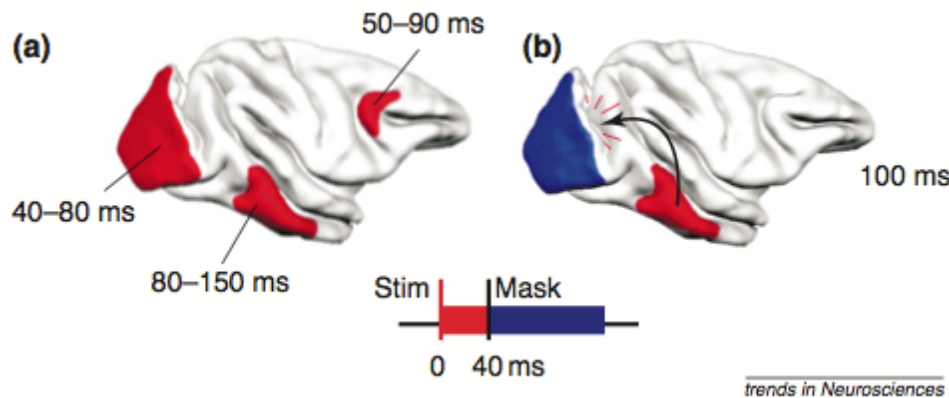 50–90 ms
(a)
(b)
40–80 ms
100 ms
80–150 ms
Stim
Mask
0
40 ms
trends in Neurosciences